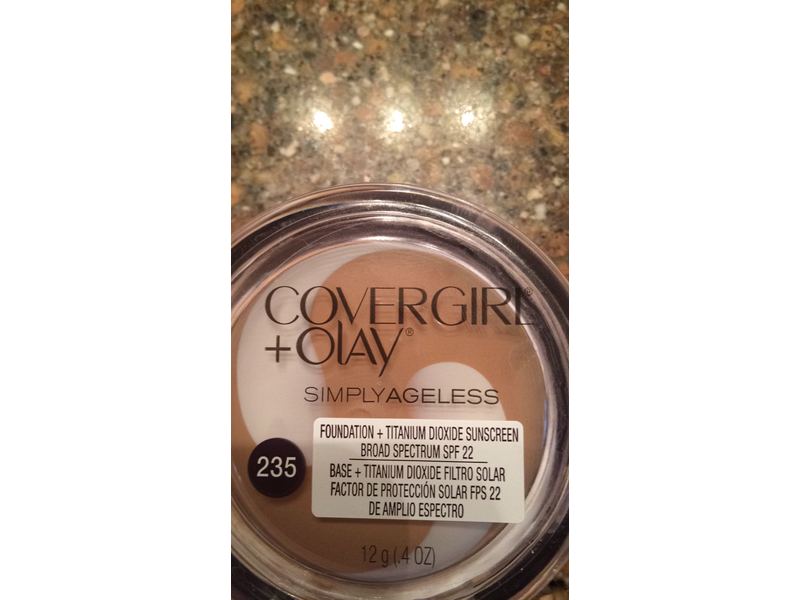 COVERGIRL®
+Olay®
SIMPLYAGELESS
FOUNDATION + TITANIUM DIOXIDE SUNSCREEN
BROAD SPECTRUM SPF 22
235
BASE + TITANIUM DIOXIDE FILTRO SOLAR
FACTOR DE PROTECCIÓN SOLAR FPS 22
DE AMPLIO ESPECTRO
12 g (.4 OZ)